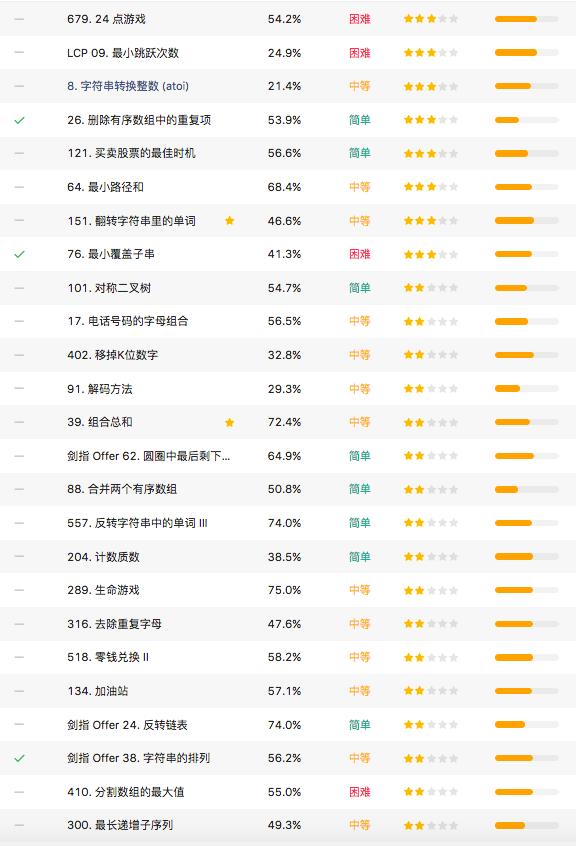 679. 24 点游戏 54.2% 困难
LCP 09. 最小跳跃次数 24.9% 困难
8. 字符串转换整数 (atoi) 21.4% 中等
26. 删除有序数组中的重复项 53.9% 简单
121. 买卖股票的最佳时机 56.6% 简单
64. 最小路径和 68.4% 中等
151. 翻转字符串里的单词 46.6% 中等
76. 最小覆盖子串 41.3% 困难
101. 对称二叉树 54.7% 简单
17. 电话号码的字母组合 56.5% 中等
402. 移掉K位数字 32.8% 中等
91. 解码方法 29.3% 中等
39. 组合总和 72.4% 中等
剑指 Offer 62. 圆圈中最后剩下... 64.9% 简单
88. 合并两个有序数组 50.8% 简单
557. 反转字符串中的单词 III 74.0% 简单
204. 计数质数 38.5% 简单
289. 生命游戏 75.0% 中等
316. 去除重复字母 47.6% 中等
518. 零钱兑换 II 58.2% 中等
134. 加油站 57.1% 中等
剑指 Offer 24. 反转链表 74.0% 简单
剑指 Offer 38. 字符串的排列 56.2% 中等
410. 分割数组的最大值 55.0% 困难
300. 最长递增子序列 49.3% 中等